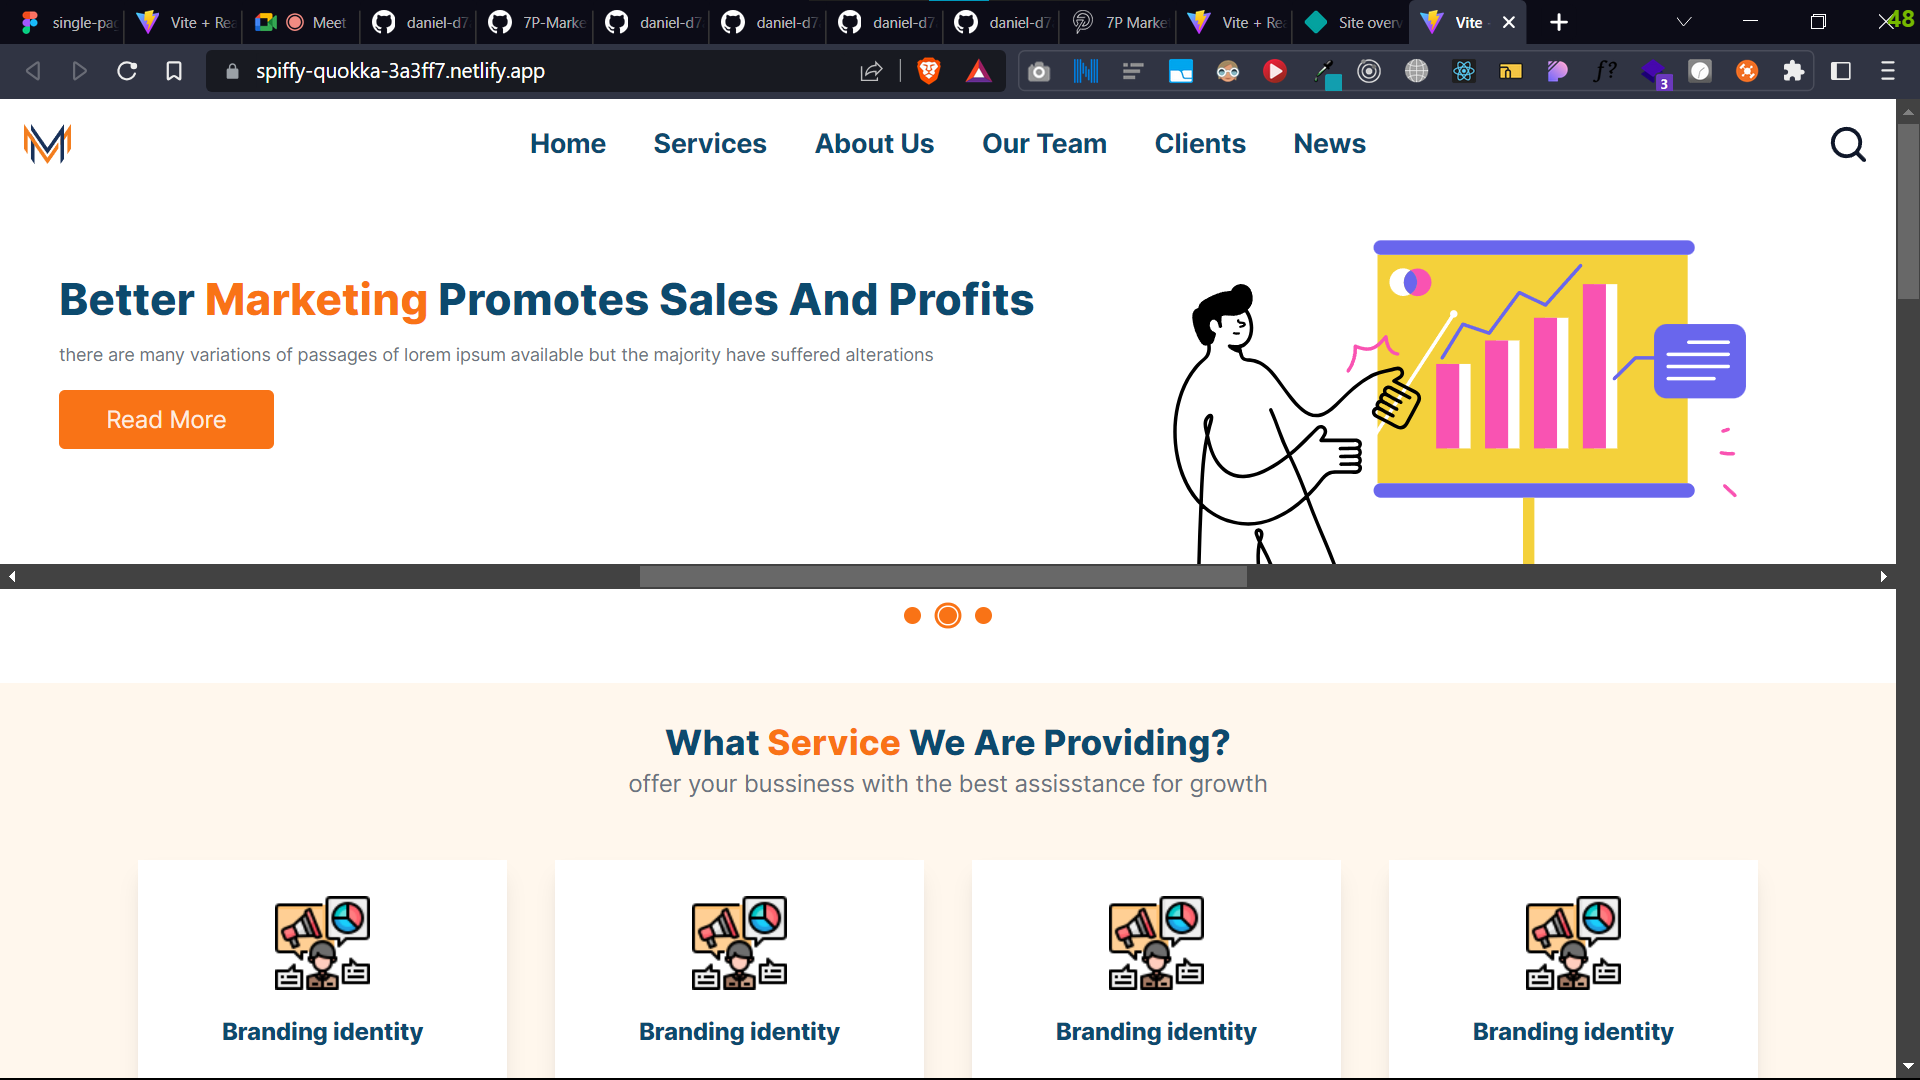 single-pa
Vite + Rea
Meet
daniel-d7
7P-Marke
daniel-d7
daniel-d7
daniel-d7
daniel-d7
7P Marke
Vite + Re
Site over
Vite
48
spiffy-quokka-3a3ff7.netlify.app
ƒ?
3
Home
Services
About Us
Our Team
Clients
News
Better Marketing Promotes Sales And Profits
there are many variations of passages of lorem ipsum available but the majority have suffered alterations
Read More
What Service We Are Providing?
offer your bussiness with the best assisstance for growth
Branding identity
Branding identity
Branding identity
Branding identity